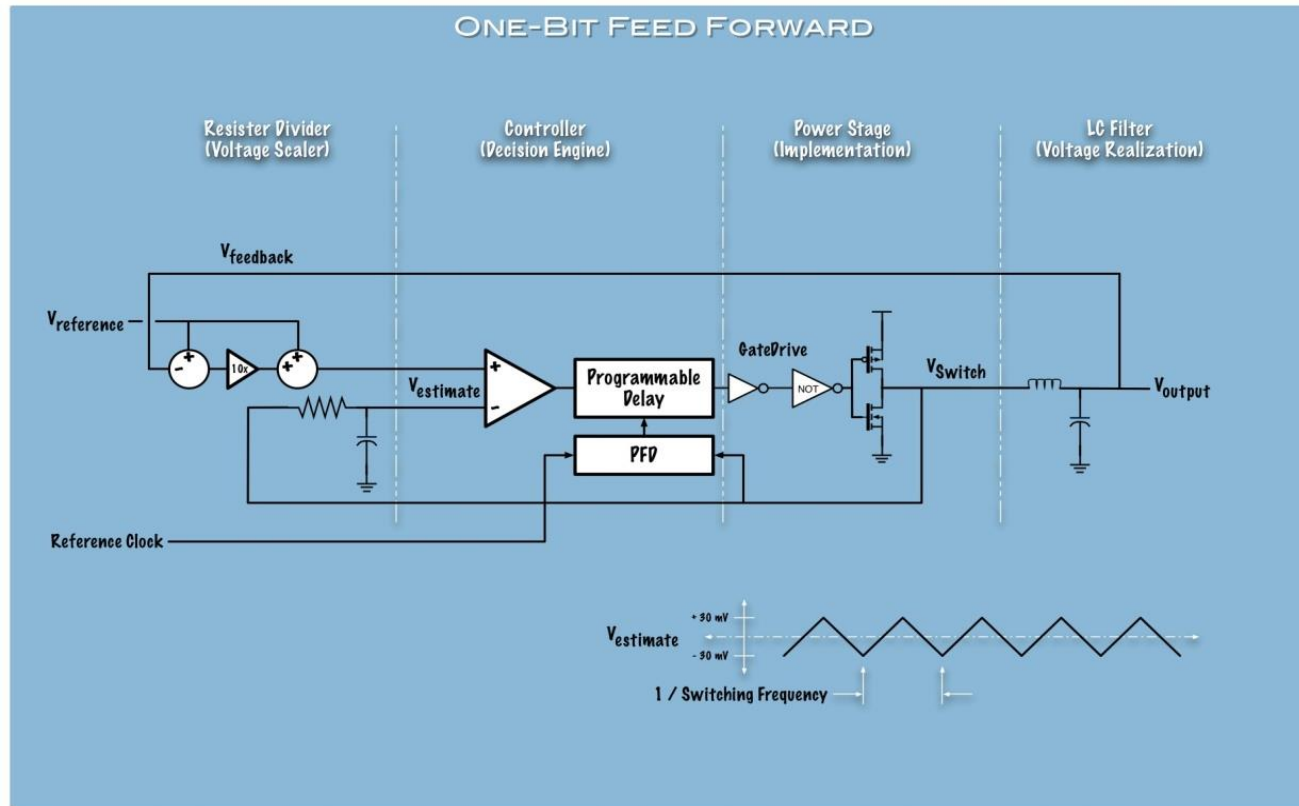 ONE-BIT FEED FORWARD
Resister Divider
(Voltage Scaler)
Controller
(Decision Engine)
Power Stage
(Implementation)
LC Filter
(Voltage Realization)
Vfeedback
Vreference
+
-
10x
+
+
Vestimate
+
-
Programmable
Delay
PFD
GateDrive
NOT
VSwitch
Voutput
Reference Clock
Vestimate
+ 30 mV
- 30 mV
1 / Switching Frequency